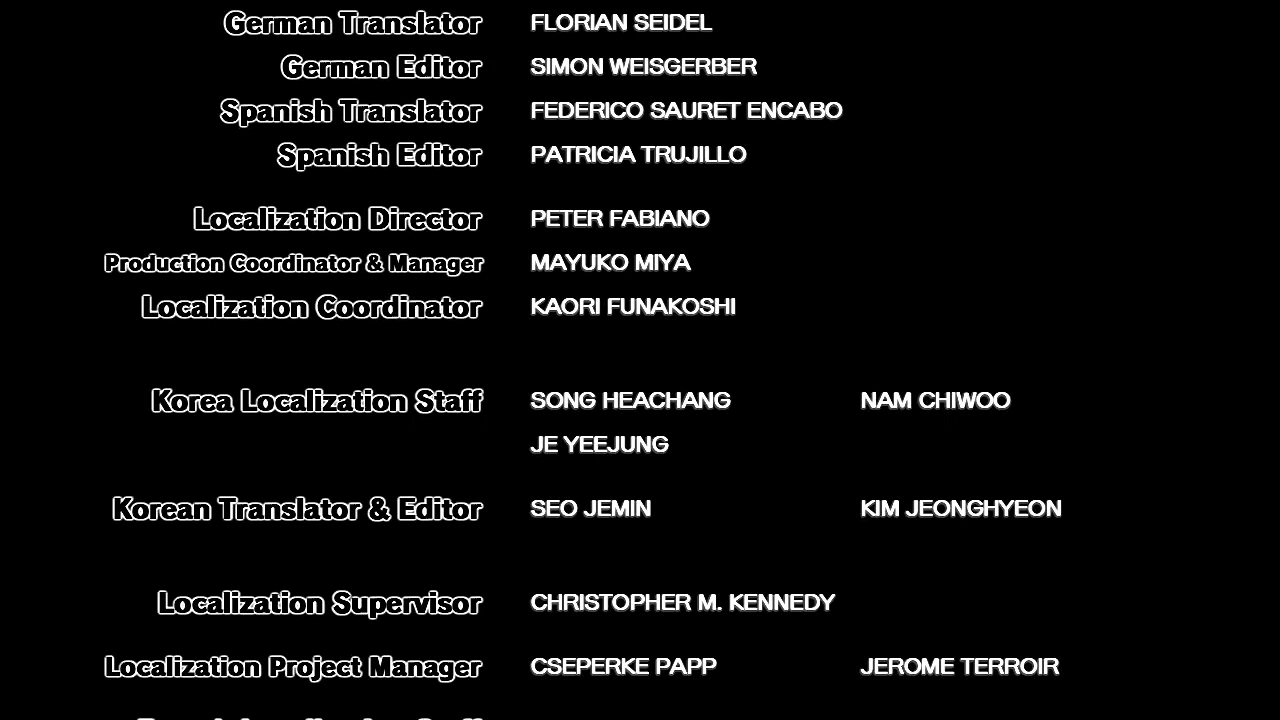 German Translator FLORIAN SEIDEL
German Editor SIMON WEISGERBER
Spanish Translator FEDERICO SAURET ENCABO
Spanish Editor PATRICIA TRUJILLO
Localization Director PETER FABIANO
Production Coordinator & Manager MAYUKO MIYA
Localization Coordinator KAORI FUNAKOSHI
Korea Localization Staff SONG HEACHANG NAM CHIWOO
JE YEEJUNG
Korean Translator & Editor SEO JEMIN KIM JEONGHYEON
Localization Supervisor CHRISTOPHER M. KENNEDY
Localization Project Manager CSEPERKE PAPP JEROME TERROIR